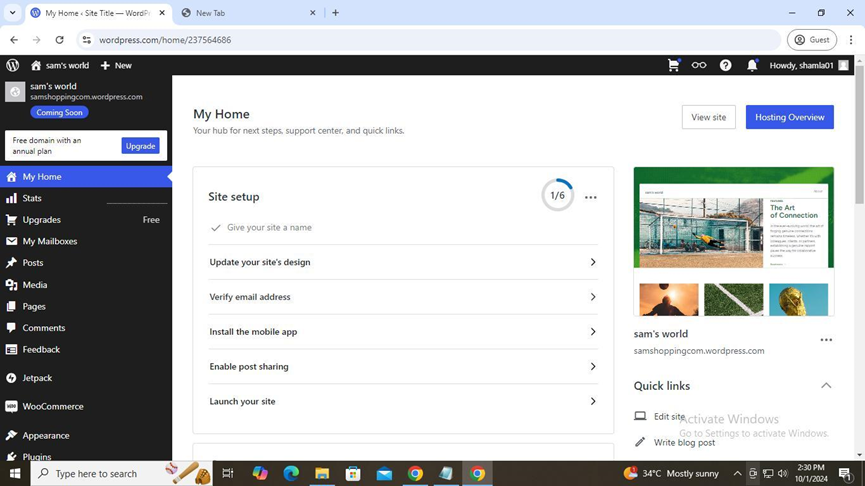 My Home ‹ Site Title — WordPr
New Tab
wordpress.com/home/237564686
Guest
sam's world
New
Howdy, shamla01
sam's world
samshoppingcom.wordpress.com
Coming Soon
Free domain with an annual plan
Upgrade
My Home
Stats
Upgrades
Free
My Mailboxes
Posts
Media
Pages
Comments
Feedback
Jetpack
WooCommerce
Appearance
Plugins
My Home
Your hub for next steps, support center, and quick links.
View site
Hosting Overview
Site setup
1/6
Give your site a name
Update your site's design
Verify email address
Install the mobile app
Enable post sharing
Launch your site
The Art
of Connection
sam's world
samshoppingcom.wordpress.com
Quick links
Edit site
Write blog post
Activate Windows
Go to Settings to activate Windows.
Type here to search
34°C Mostly sunny
2:30 PM
10/1/2024
1